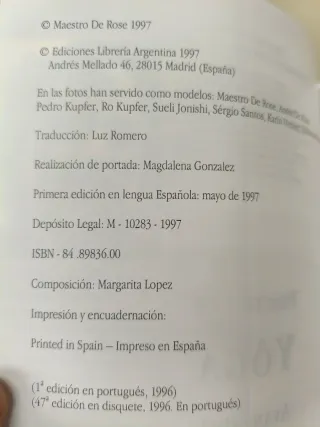 © Maestro De Rose 1997
© Ediciones Librería Argentina 1997
Andrés Mellado 46, 28015 Madrid (España)
En las fotos han servido como modelos: Maestro De Rose,
Pedro Kupfer, Ro Kupfer, Sueli Jonishi, Sérgio Santos,
Traducción: Luz Romero
Realización de portada: Magdalena Gonzalez
Primera edición en lengua Española: mayo de 1997
Depósito Legal: M - 10283 - 1997
ISBN - 84 .89836.00
Composición: Margarita Lopez
Impresión y encuadernación:
Printed in Spain – Impreso en España
(1ª edición en portugués, 1996)
(47ª edición en disquete, 1996. En portugués)